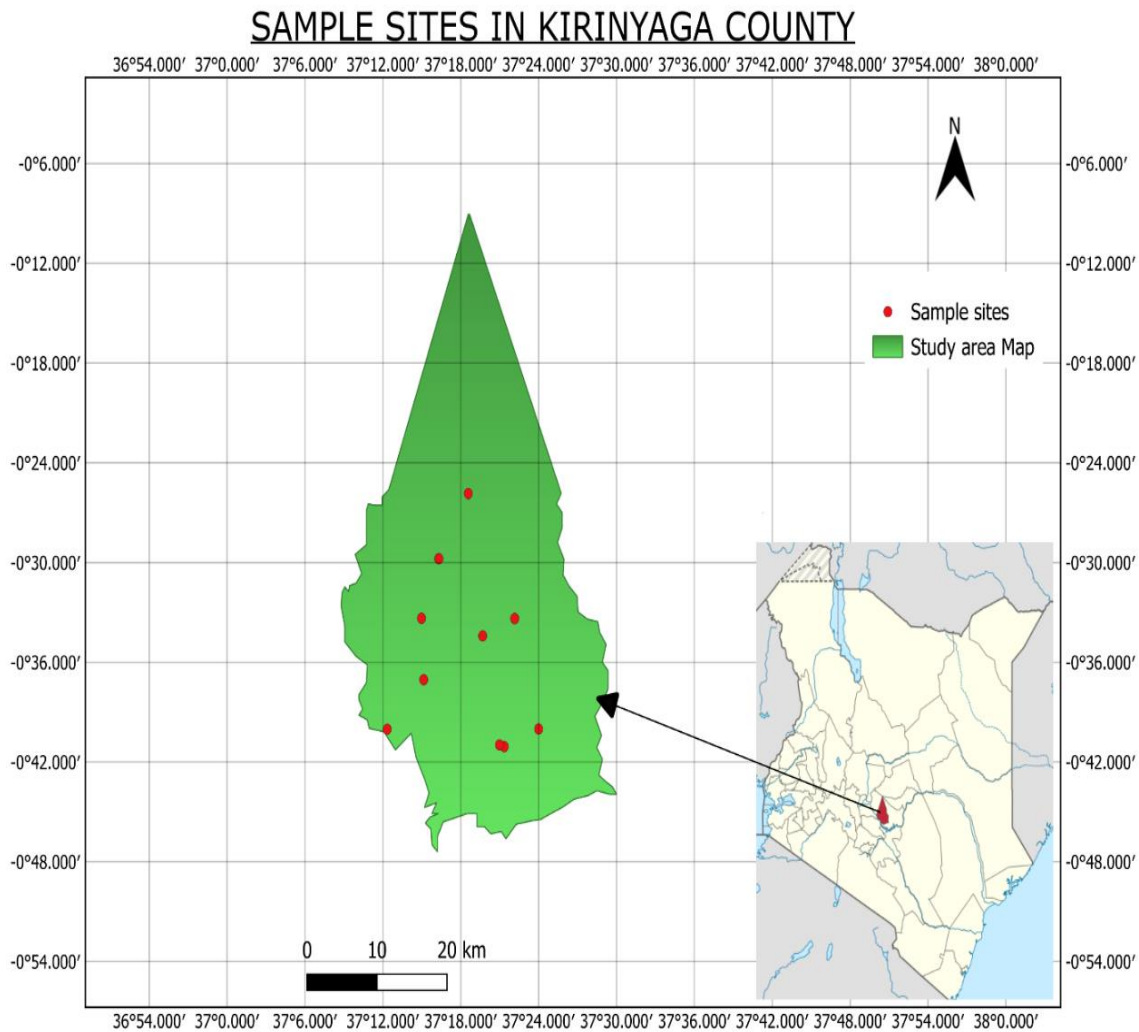 SAMPLE SITES IN KIRINYAGA COUNTY
36°54.000′ 37°0.000′ 37°6.000′ 37°12.000′ 37°18.000′ 37°24.000′ 37°30.000′ 37°36.000′ 37°42.000′ 37°48.000′ 37°54.000′ 38°0.000′
N
-0°6.000′ -0°6.000′
-0°12.000′ -0°12.000′
Sample sites
Study area Map
-0°18.000′ -0°18.000′
-0°24.000′ -0°24.000′
-0°30.000′ -0°30.000′
-0°36.000′ -0°36.000′
-0°42.000′ -0°42.000′
-0°48.000′ -0°48.000′
0 10 20 km
-0°54.000′ -0°54.000′
36°54.000′ 37°0.000′ 37°6.000′ 37°12.000′ 37°18.000′ 37°24.000′ 37°30.000′ 37°36.000′ 37°42.000′ 37°48.000′ 37°54.000′ 38°0.000′